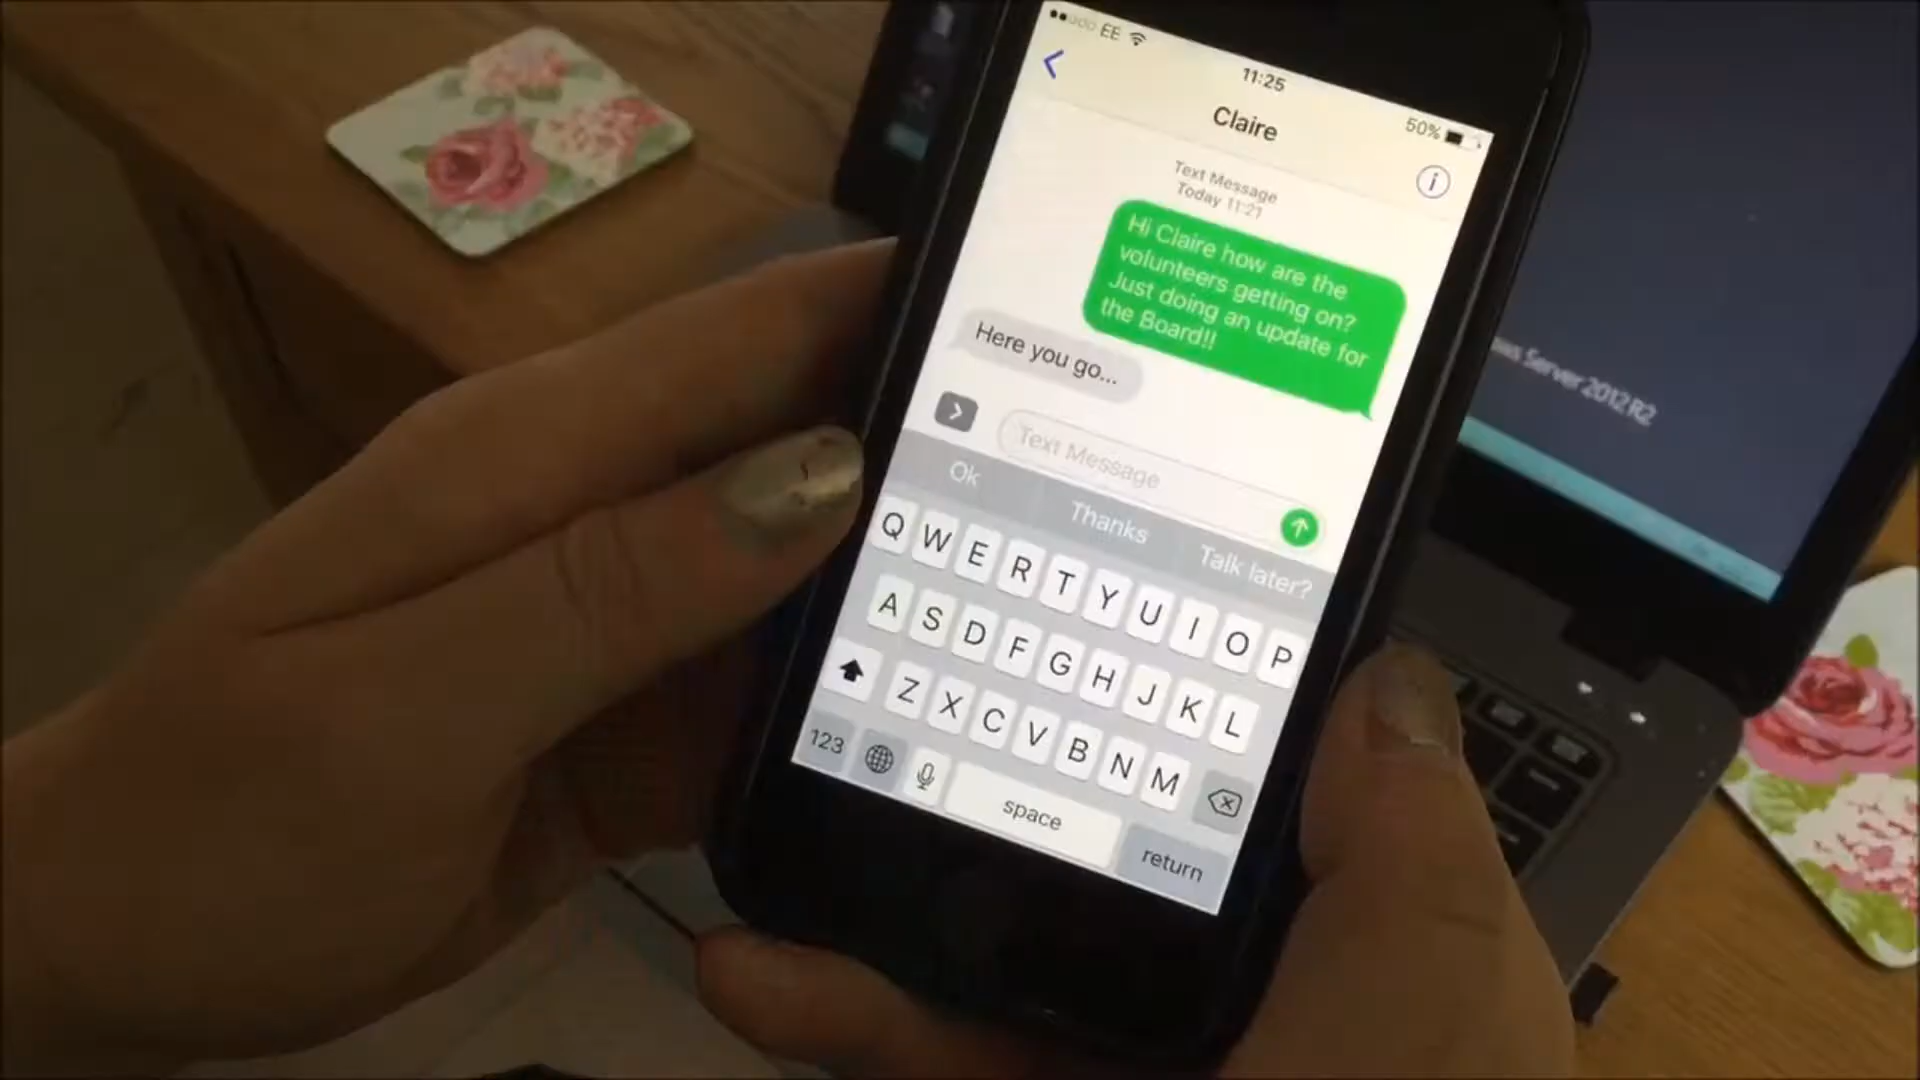 EE
11:25
50%
Claire
Text Message
Today 11:21
Hi Claire how are the
volunteers getting on?
Just doing an update for
the Board!!
Here you go...
Text Message
Ok
Thanks
Talk later?
Q W E R T Y U I O P
A S D F G H J K L
Z X C V B N M
123
space
return
Server 2012 R2